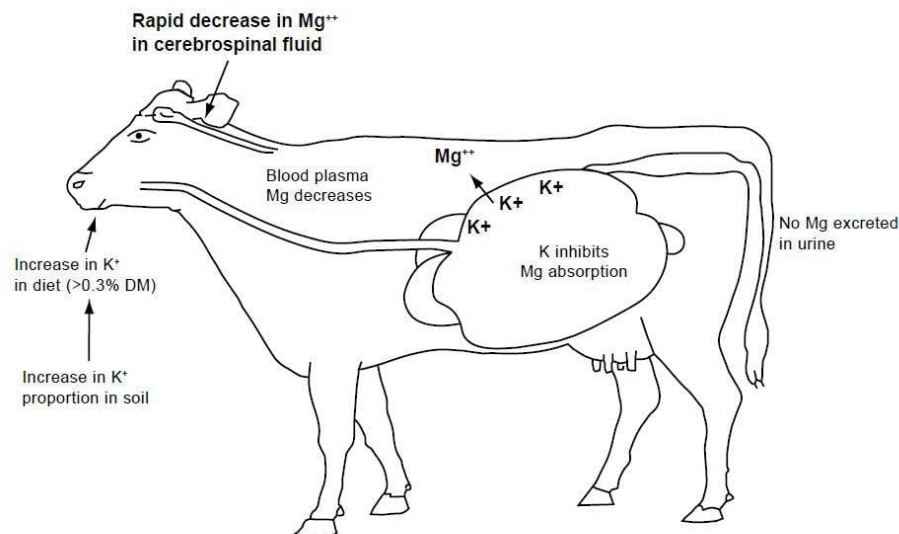 Rapid decrease in Mg⁺⁺
in cerebrospinal fluid
Mg⁺⁺
Blood plasma
Mg decreases
K+
K+
K+
No Mg excreted
in urine
K inhibits
Mg absorption
Increase in K⁺
in diet (>0.3% DM)
Increase in K⁺
proportion in soil